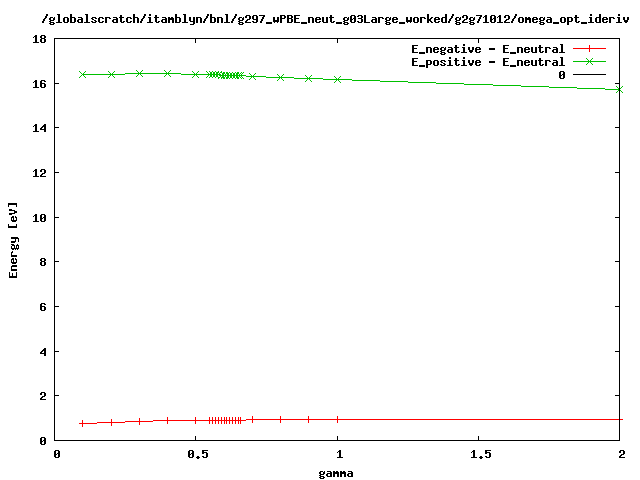 /globalscratch/itamblyn/bnl/g297_wPBE_neut_g03Large_worked/g2g71012/omega_opt_ideriv
E_negative - E_neutral
E_positive - E_neutral
0
18
16
14
12
10
8
6
4
2
0
Energy [eV]
0 0.5 1 1.5 2
gamma